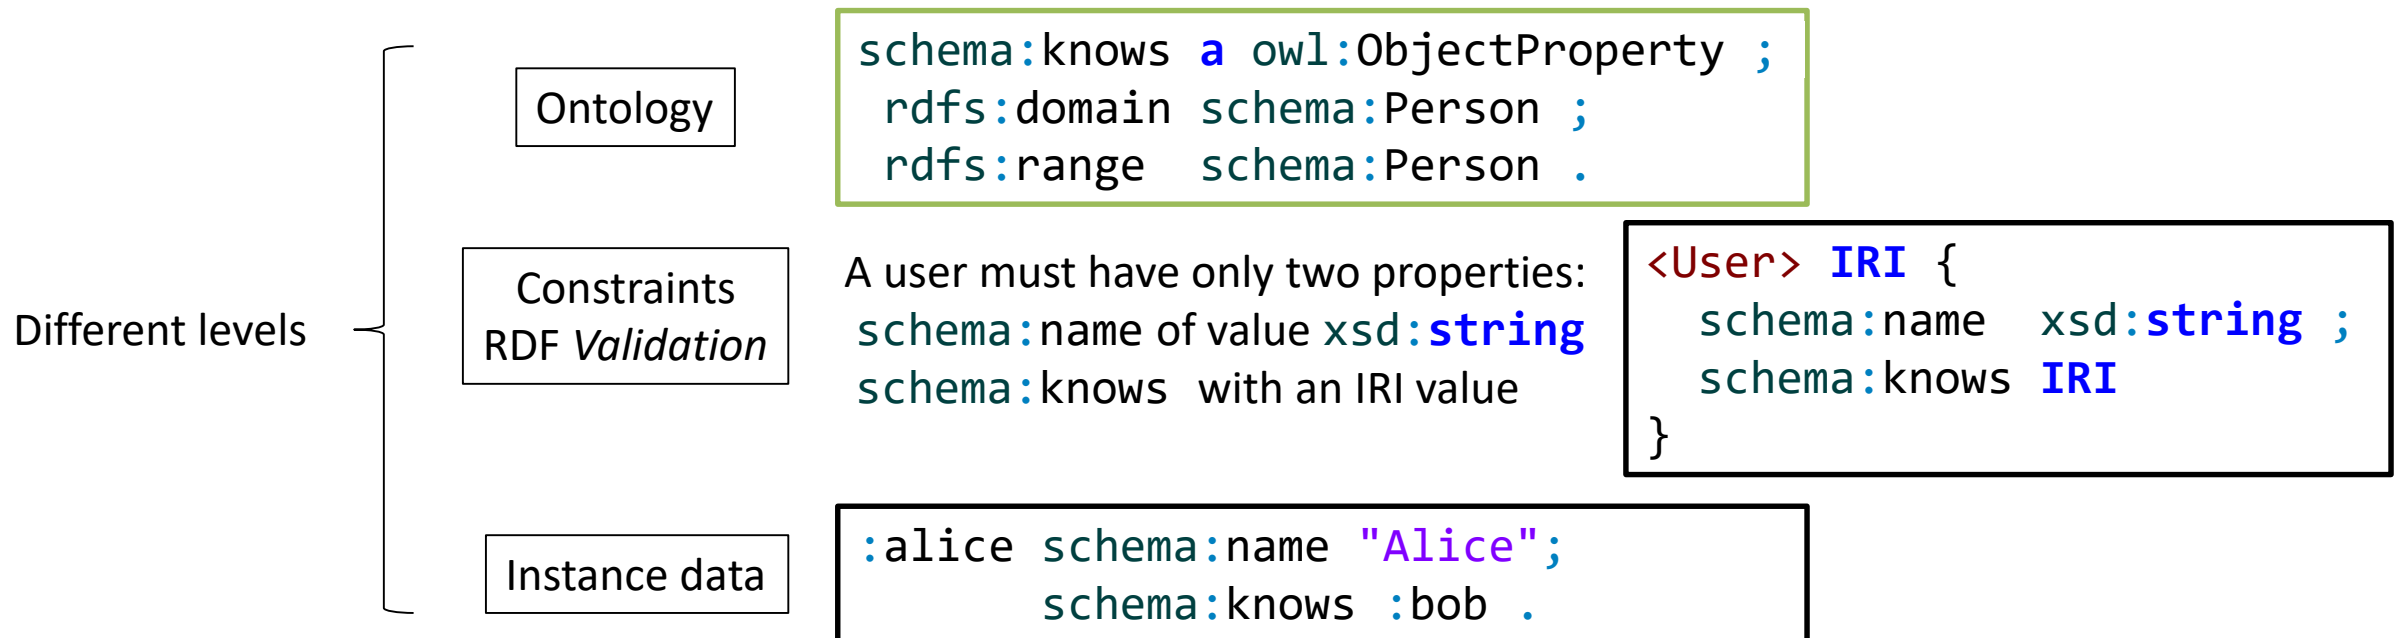 Different levels
Ontology
schema:knows a owl:ObjectProperty ;
rdfs:domain schema:Person ;
rdfs:range schema:Person .
Constraints
RDF Validation
A user must have only two properties:
schema:name of value xsd:string
schema:knows with an IRI value
<User> IRI {
schema:name xsd:string ;
schema:knows IRI
}
Instance data
:alice schema:name "Alice";
schema:knows :bob .